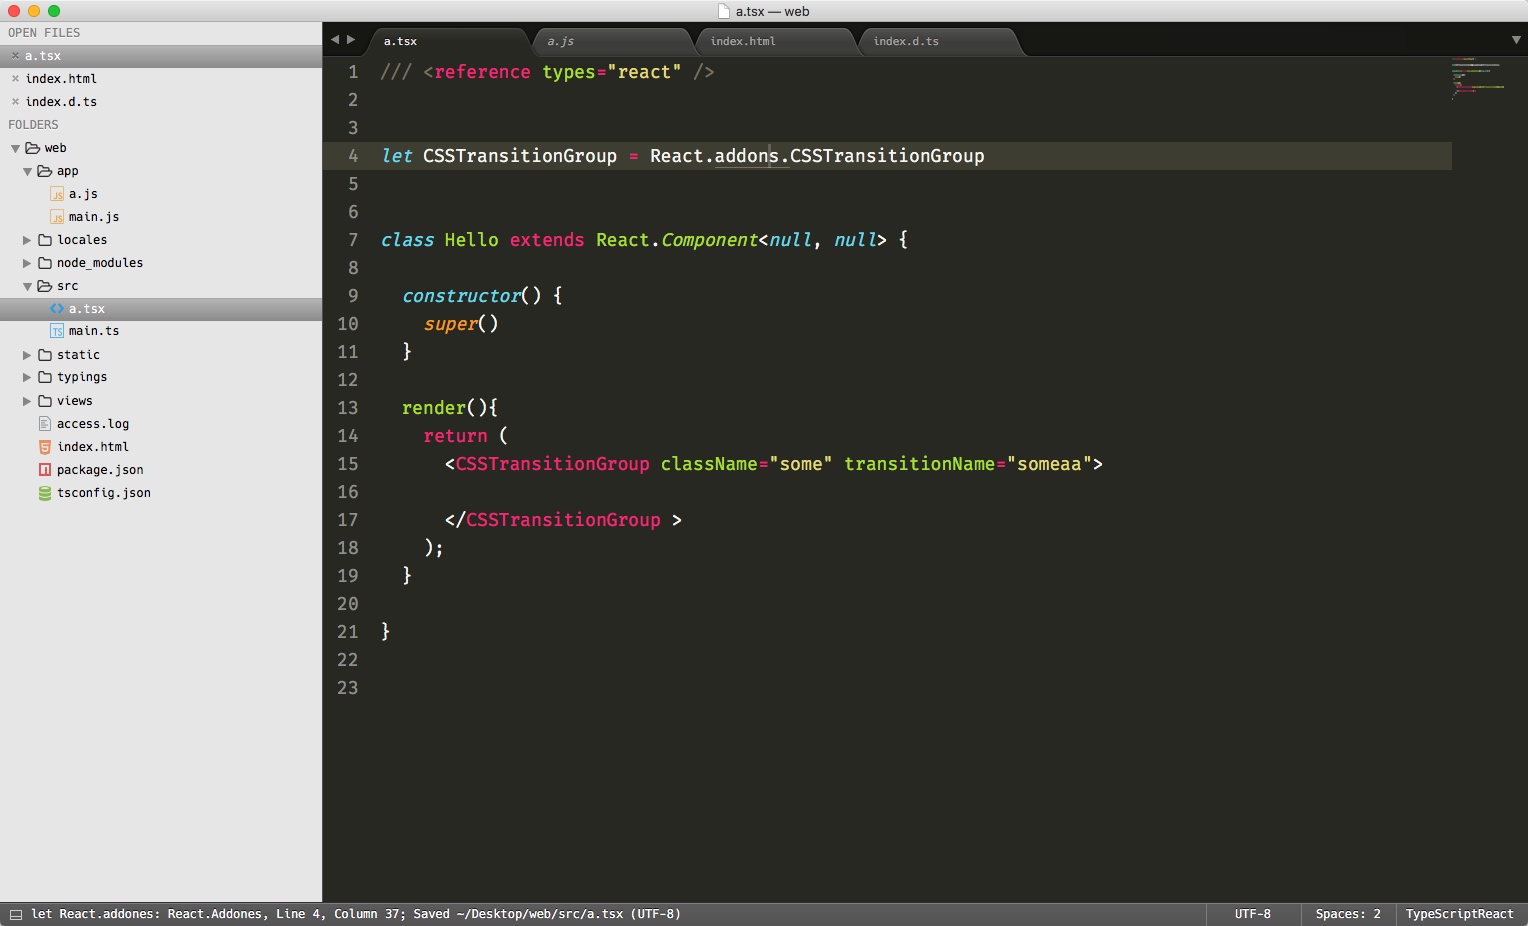 a.tsx — web
OPEN FILES
a.tsx
index.html
index.d.ts
FOLDERS
web
app
JS a.js
JS main.js
locales
node_modules
src
a.tsx
TS main.ts
static
typings
views
access.log
index.html
package.json
tsconfig.json
a.tsx a.js index.html index.d.ts
1 /// <reference types="react" />
2
3
4 let CSSTransitionGroup = React.addons.CSSTransitionGroup
5
6
7 class Hello extends React.Component<null, null> {
8
9 constructor() {
10 super()
11 }
12
13 render(){
14 return (
15 <CSSTransitionGroup className="some" transitionName="someaa">
16
17 </CSSTransitionGroup >
18 );
19 }
20
21 }
22
23
let React.addones: React.Addones, Line 4, Column 37; Saved ~/Desktop/web/src/a.tsx (UTF-8) UTF-8 Spaces: 2 TypeScriptReact